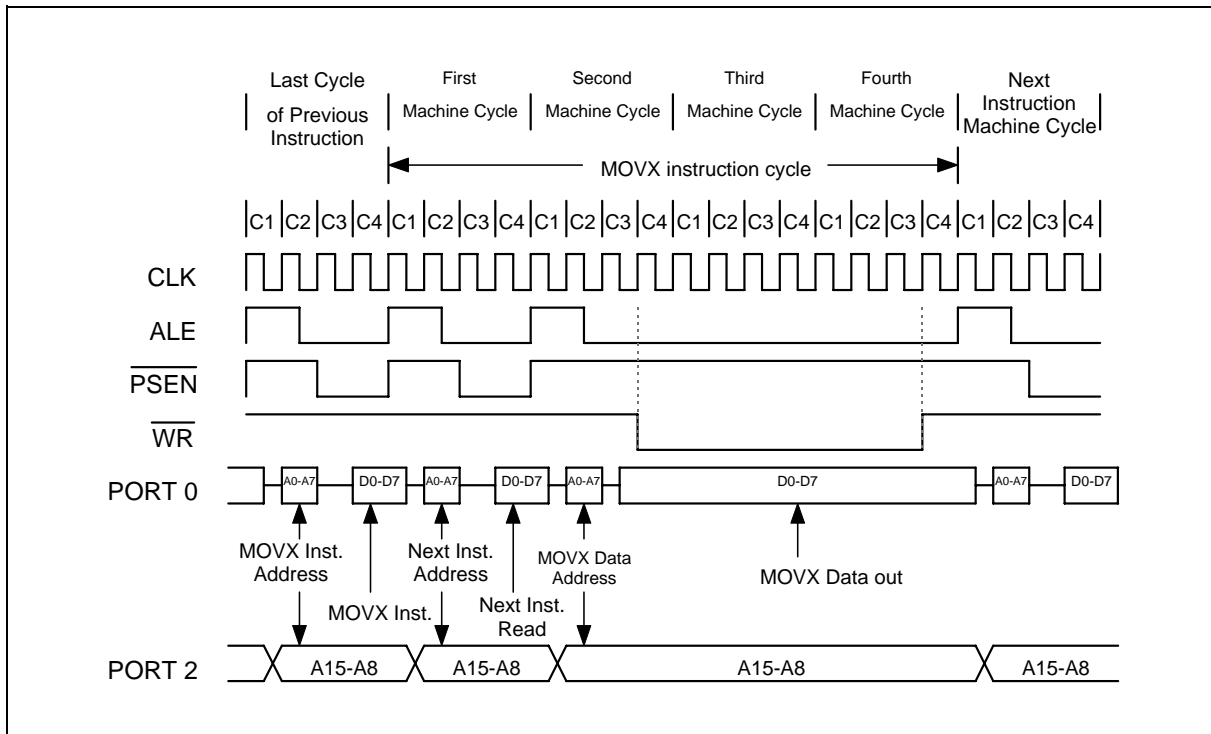 Last Cycle
of Previous
Instruction
First
Machine Cycle
Second
Machine Cycle
Third
Machine Cycle
Fourth
Machine Cycle
Next
Instruction
Machine Cycle
MOVX instruction cycle
C1 C2 C3 C4 C1 C2 C3 C4 C1 C2 C3 C4 C1 C2 C3 C4 C1 C2 C3 C4 C1 C2 C3 C4
CLK
ALE
PSEN
WR
PORT 0
A0-A7 D0-D7 A0-A7 D0-D7 A0-A7 D0-D7 A0-A7 D0-D7
MOVX Inst.
Address
MOVX Inst.
Next Inst.
Address
Next Inst.
Read
MOVX Data
Address
MOVX Data out
PORT 2
A15-A8 A15-A8 A15-A8 A15-A8